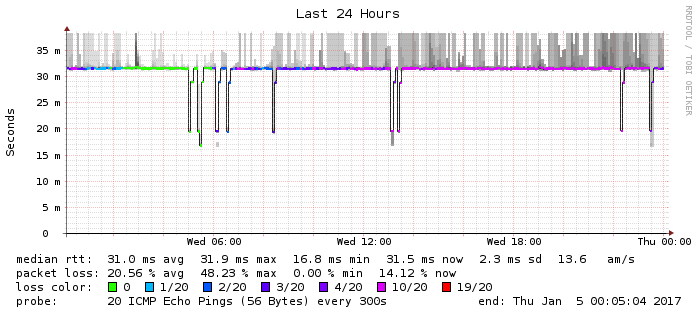 Last 24 Hours
RRDTOOL / TOBI OETIKER
Seconds
35 m
30 m
25 m
20 m
15 m
10 m
5 m
0
Wed 06:00 Wed 12:00 Wed 18:00 Thu 00:00
median rtt: 31.0 ms avg 31.9 ms max 16.8 ms min 31.5 ms now 2.3 ms sd 13.6 am/s
packet loss: 20.56 % avg 48.23 % max 0.00 % min 14.12 % now
loss color: 0 1/20 2/20 3/20 4/20 10/20 19/20
probe: 20 ICMP Echo Pings (56 Bytes) every 300s end: Thu Jan 5 00:05:04 2017